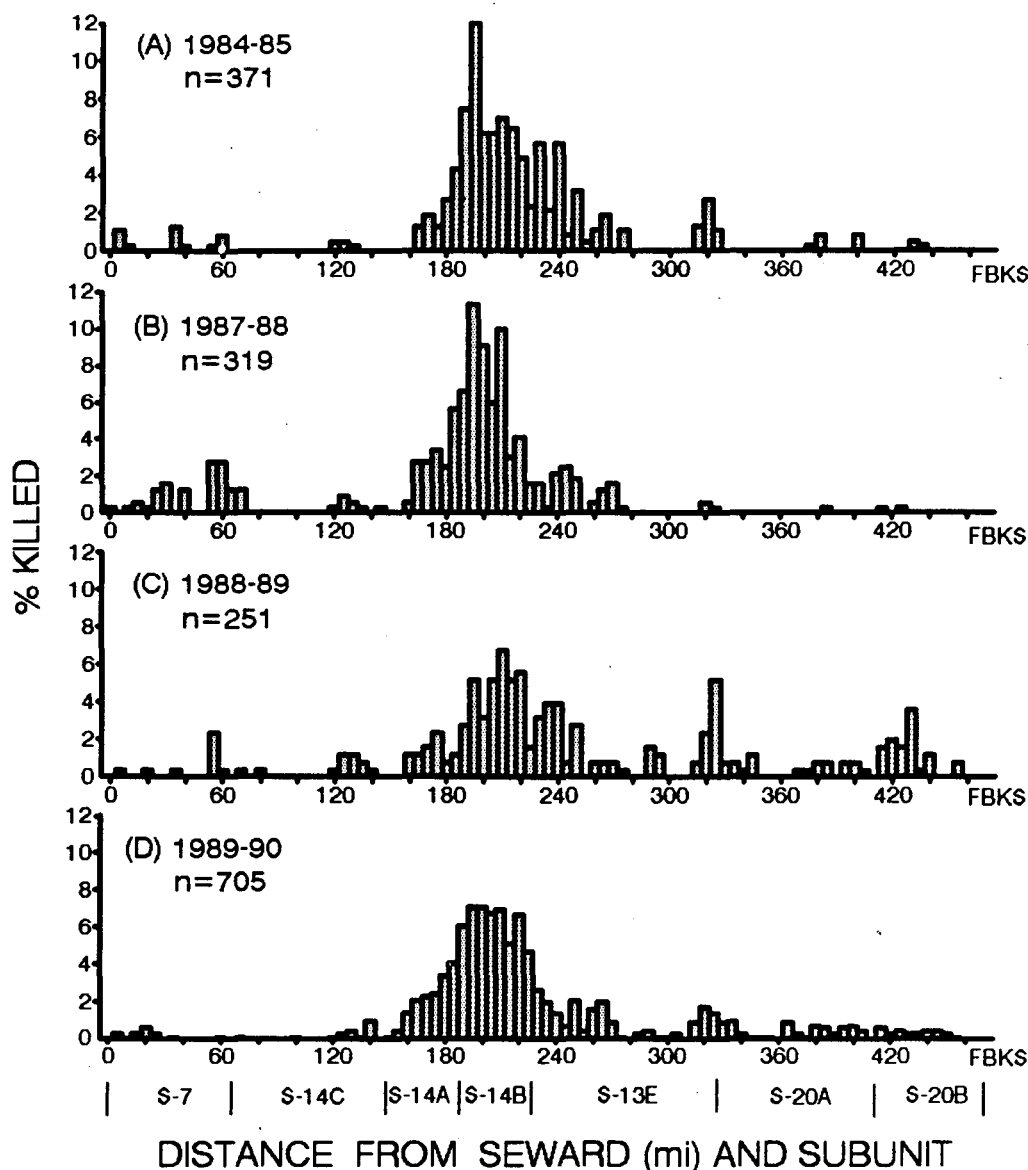 % KILLED
12
10
8
6
4
2
0
(A) 1984-85
n=371
0 60 120 180 240 300 360 420 FBKS
12
10
8
6
4
2
0
(B) 1987-88
n=319
0 60 120 180 240 300 360 420 FBKS
12
10
8
6
4
2
0
(C) 1988-89
n=251
0 60 120 180 240 300 360 420 FBKS
12
10
8
6
4
2
0
(D) 1989-90
n=705
0 60 120 180 240 300 360 420 FBKS
S-7 S-14C S-14A S-14B S-13E S-20A S-20B
DISTANCE FROM SEWARD (mi) AND SUBUNIT